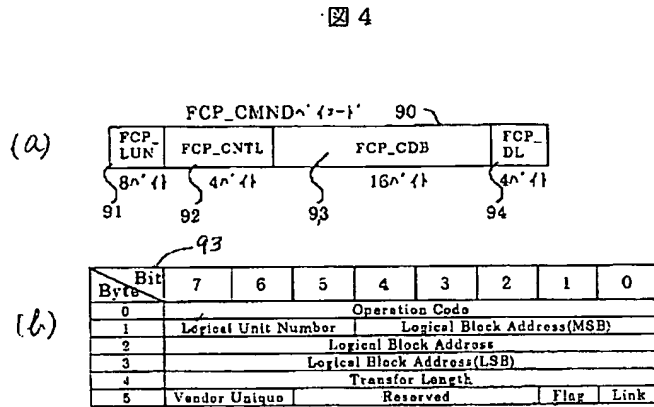 図 4
(a)
FCP_CMNDペイロード 90
FCP_
LUN FCP_CNTL FCP_CDB FCP_
DL
8バイト 4バイト 16バイト 4バイト
91 92 93 94
93
(b)
Byte Bit 7 6 5 4 3 2 1 0
0 Operation Code
1 Logical Unit Number Logical Block Address(MSB)
2 Logical Block Address
3 Logical Block Address(LSB)
4 Transfer Length
5 Vendor Unique Reserved Flag Link